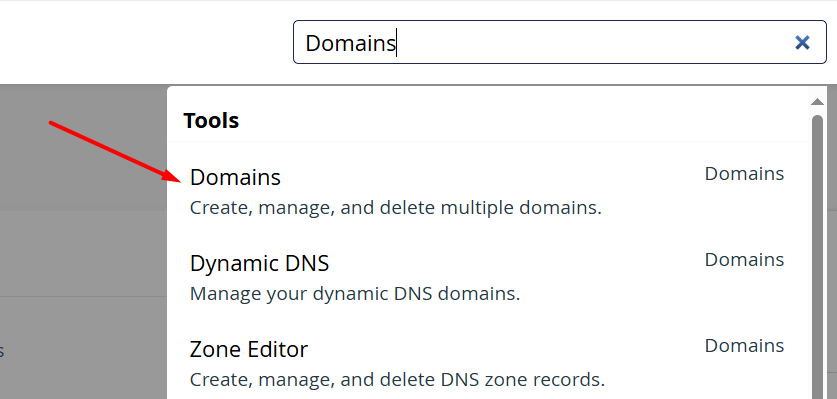 Domains
Tools
Domains Domains
Create, manage, and delete multiple domains.
Dynamic DNS Domains
Manage your dynamic DNS domains.
Zone Editor Domains
Create, manage, and delete DNS zone records.